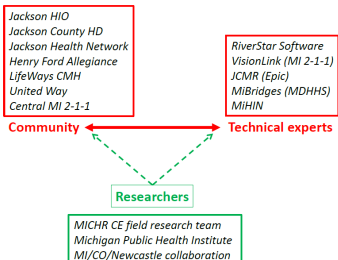 Jackson HIO
Jackson County HD
Jackson Health Network
Henry Ford Allegiance
LifeWays CMH
United Way
Central MI 2-1-1
Community
RiverStar Software
VisionLink (MI 2-1-1)
JCMR (Epic)
MiBridges (MDHHS)
MiHIN
Technical experts
Researchers
MICHR CE field research team
Michigan Public Health Institute
MI/CO/Newcastle collaboration